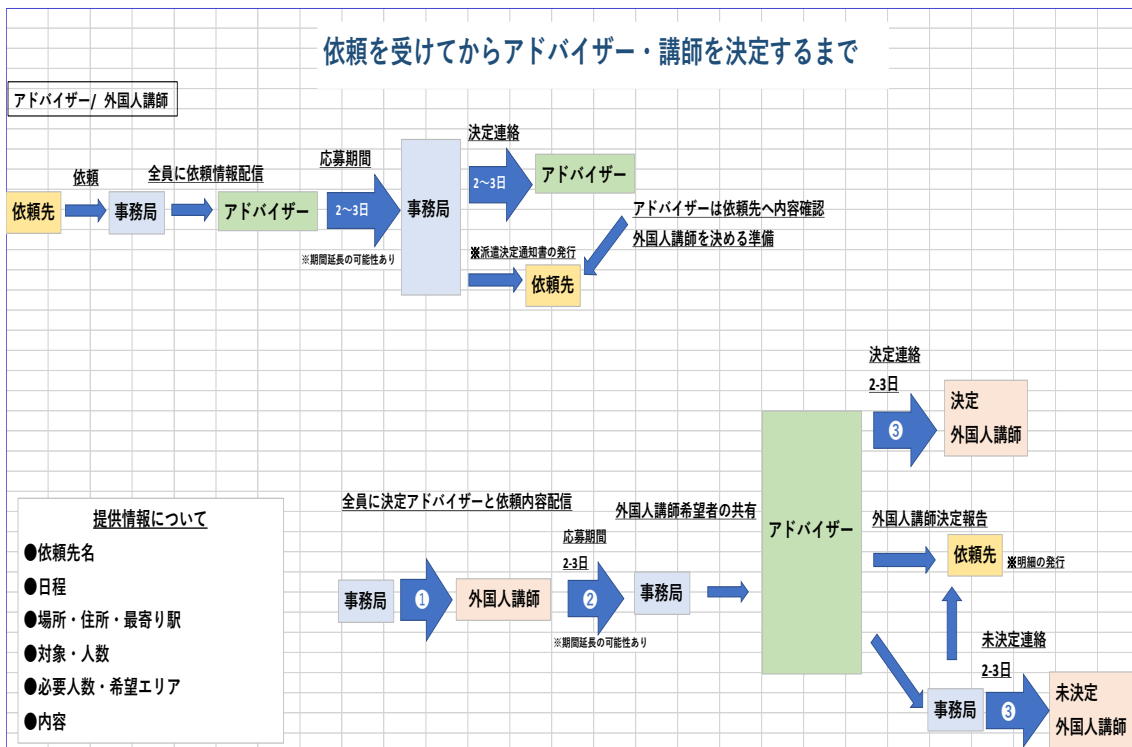 依頼を受けてからアドバイザー・講師を決定するまで
アドバイザー/ 外国人講師
依頼先
依頼
事務局
全員に依頼情報配信
アドバイザー
応募期間
2～3日
※期間延長の可能性あり
事務局
決定連絡
2～3日
アドバイザー
アドバイザーは依頼先へ内容確認
外国人講師を決める準備
※派遣決定通知書の発行
依頼先
提供情報について
●依頼先名
●日程
●場所・住所・最寄り駅
●対象・人数
●必要人数・希望エリア
●内容
全員に決定アドバイザーと依頼内容配信
事務局
❶
外国人講師
応募期間
2-3日
❷
※期間延長の可能性あり
事務局
外国人講師希望者の共有
アドバイザー
決定連絡
2-3日
❸
決定
外国人講師
外国人講師決定報告
依頼先
※明細の発行
事務局
未決定連絡
2-3日
❸
未決定
外国人講師